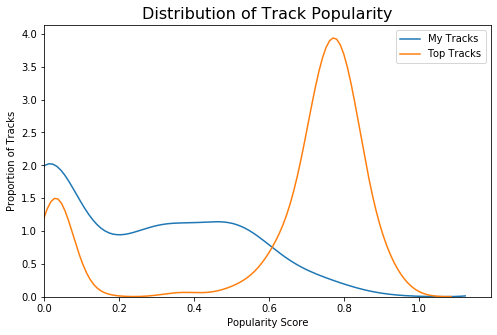 Distribution of Track Popularity
My Tracks
Top Tracks
Proportion of Tracks
4.0
3.5
3.0
2.5
2.0
1.5
1.0
0.5
0.0
0.0 0.2 0.4 0.6 0.8 1.0
Popularity Score